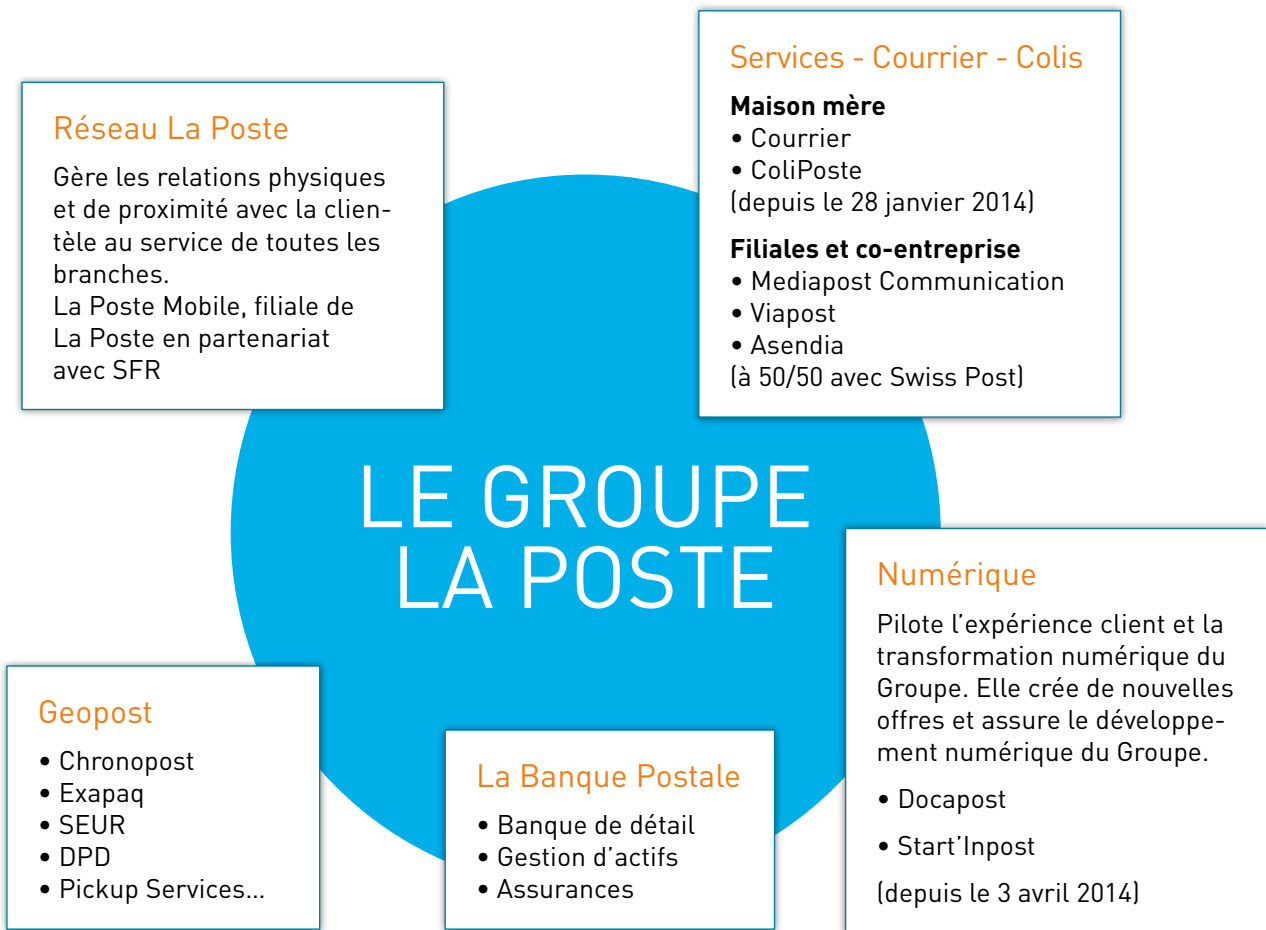 Réseau La Poste
Gère les relations physiques
et de proximité avec la clien-
tèle au service de toutes les
branches.
La Poste Mobile, filiale de
La Poste en partenariat
avec SFR
Services - Courrier - Colis
Maison mère
• Courrier
• ColiPoste
(depuis le 28 janvier 2014)
Filiales et co-entreprise
• Mediapost Communication
• Viapost
• Asendia
(à 50/50 avec Swiss Post)
LE GROUPE
LA POSTE
Geopost
• Chronopost
• Exapaq
• SEUR
• DPD
• Pickup Services...
La Banque Postale
• Banque de détail
• Gestion d’actifs
• Assurances
Numérique
Pilote l’expérience client et la
transformation numérique du
Groupe. Elle crée de nouvelles
offres et assure le développe-
ment numérique du Groupe.
• Docapost
• Start’Inpost
(depuis le 3 avril 2014)